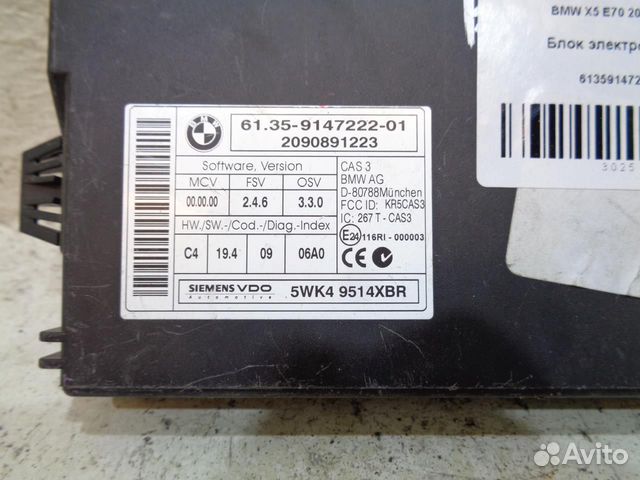 BMW X5 E70 20
Блок электро
613591472
3025
BMW
61.35-9147222-01
2090891223
Software, Version
MCV FSV OSV
00.00.00 2.4.6 3.3.0
HW./SW.-/Cod.-/Diag.-Index
C4 19.4 09 06A0
CAS 3
BMW AG
D-80788München
FCC ID: KR5CAS3
IC: 267 T - CAS3
E24 116RI - 000003
CE
SIEMENS VDO
Automotive
5WK4 9514XBR
Avito